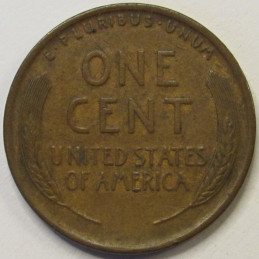 E·PLURIBUS·UNUM
ONE
CENT
UNITED STATES
OF AMERICA